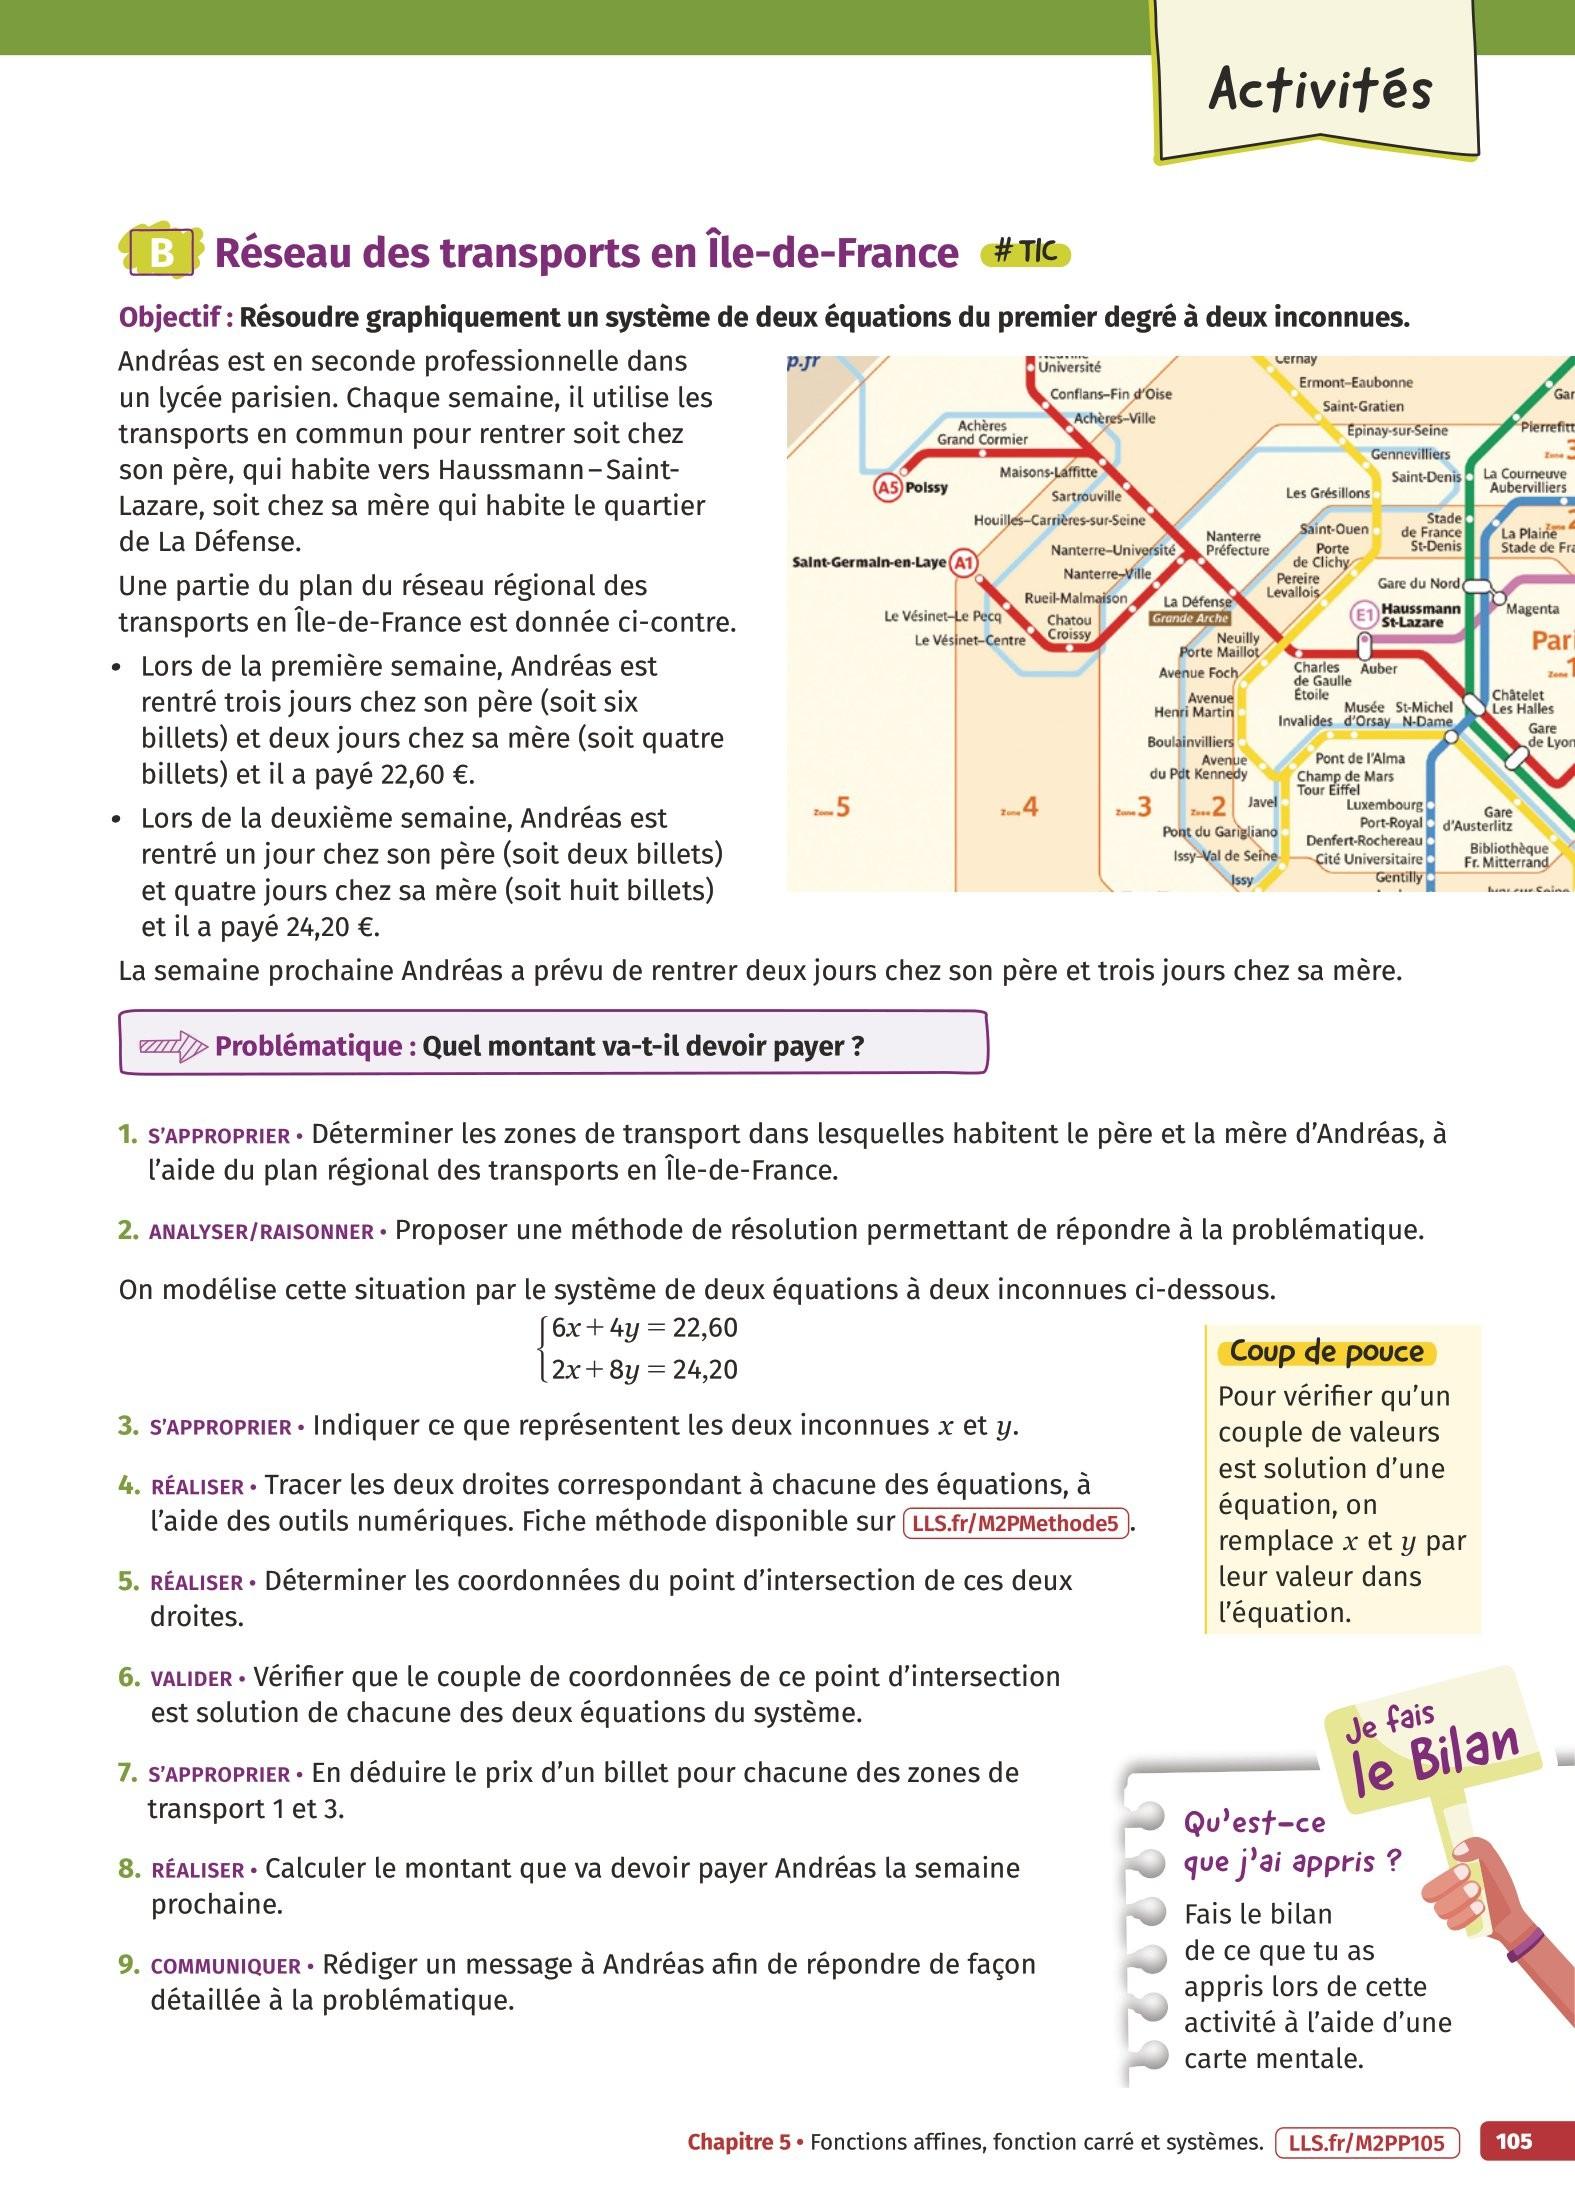 Activités
B Réseau des transports en Île-de-France # TIC
Objectif : Résoudre graphiquement un système de deux équations du premier degré à deux inconnues.
Andréas est en seconde professionnelle dans
un lycée parisien. Chaque semaine, il utilise les
transports en commun pour rentrer soit chez
son père, qui habite vers Haussmann – Saint-
Lazare, soit chez sa mère qui habite le quartier
de La Défense.
Une partie du plan du réseau régional des
transports en Île-de-France est donnée ci-contre.
• Lors de la première semaine, Andréas est
rentré trois jours chez son père (soit six
billets) et deux jours chez sa mère (soit quatre
billets) et il a payé 22,60 €.
• Lors de la deuxième semaine, Andréas est
rentré un jour chez son père (soit deux billets)
et quatre jours chez sa mère (soit huit billets)
et il a payé 24,20 €.
p.fr
Université
Conflans–Fin d'Oise
Achères–Ville
Achères
Grand Cormier
A5 Poissy
Maisons-Laffitte
Sartrouville
Houilles–Carrières-sur-Seine
Saint-Germain-en-Laye A1
Nanterre–Université
Nanterre–Ville
Rueil-Malmaison
Le Vésinet–Le Pecq
Chatou
Croissy
Le Vésinet–Centre
Nanterre
Préfecture
La Défense
Grande Arche
Cernay
Ermont–Eaubonne
Saint-Gratien
Épinay-sur-Seine
Gennevilliers
Les Grésillons
Saint-Ouen
Porte
de Clichy
Pereire
Levallois
Neuilly
Porte Maillot
Avenue Foch
Avenue
Henri Martin
Boulainvilliers
Avenue
du Pdt Kennedy
Gar
Pierrefitt
Zone 3
Saint-Denis
La Courneuve
Aubervilliers
Stade
de France
St-Denis
Zone 2
La Plaine
Stade de Fra
Gare du Nord
Magenta
E1 Haussmann
St-Lazare
Pari
Zone 1
Charles
de Gaulle
Étoile
Auber
Châtelet
Les Halles
Gare
de Lyon
Invalides
Musée
d'Orsay
St-Michel
N-Dame
Pont de l'Alma
Champ de Mars
Tour Eiffel
Javel
Pont du Garigliano
Issy–Val de Seine
Issy
Luxembourg
Port-Royal
Denfert-Rochereau
Cité Universitaire
Gentilly
Gare
d'Austerlitz
Bibliothèque
Fr. Mitterrand
Zone 5
Zone 4
Zone 3
Zone 2
La semaine prochaine Andréas a prévu de rentrer deux jours chez son père et trois jours chez sa mère.
Problématique : Quel montant va-t-il devoir payer ?
1. S'APPROPRIER • Déterminer les zones de transport dans lesquelles habitent le père et la mère d'Andréas, à
l'aide du plan régional des transports en Île-de-France.
2. ANALYSER/RAISONNER • Proposer une méthode de résolution permettant de répondre à la problématique.
On modélise cette situation par le système de deux équations à deux inconnues ci-dessous.
6x + 4y = 22,60
2x + 8y = 24,20
3. S'APPROPRIER • Indiquer ce que représentent les deux inconnues x et y.
4. RÉALISER • Tracer les deux droites correspondant à chacune des équations, à
l'aide des outils numériques. Fiche méthode disponible sur LLS.fr/M2PMethode5.
5. RÉALISER • Déterminer les coordonnées du point d'intersection de ces deux
droites.
6. VALIDER • Vérifier que le couple de coordonnées de ce point d'intersection
est solution de chacune des deux équations du système.
7. S'APPROPRIER • En déduire le prix d'un billet pour chacune des zones de
transport 1 et 3.
8. RÉALISER • Calculer le montant que va devoir payer Andréas la semaine
prochaine.
9. COMMUNIQUER • Rédiger un message à Andréas afin de répondre de façon
détaillée à la problématique.
Coup de pouce
Pour vérifier qu'un
couple de valeurs
est solution d'une
équation, on
remplace x et y par
leur valeur dans
l'équation.
Je fais
le Bilan
Qu'est-ce
que j'ai appris ?
Fais le bilan
de ce que tu as
appris lors de cette
activité à l'aide d'une
carte mentale.
Chapitre 5 • Fonctions affines, fonction carré et systèmes. LLS.fr/M2PP105 105